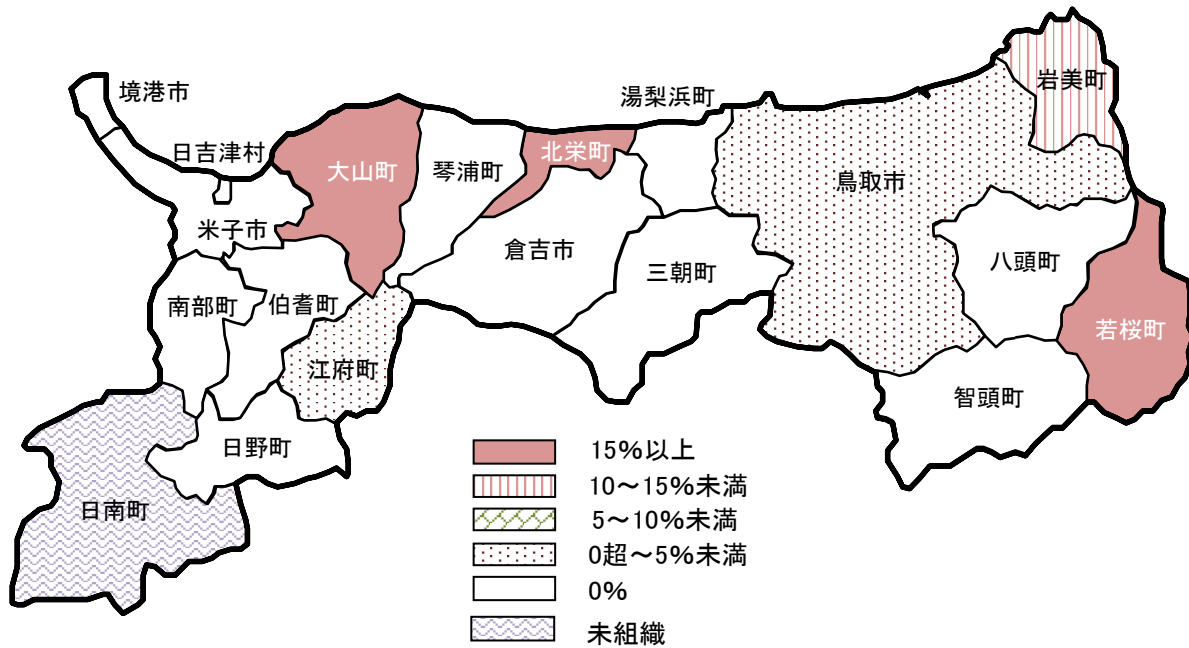 境港市
湯梨浜町
岩美町
日吉津村
大山町
琴浦町
北栄町
鳥取市
米子市
倉吉市
三朝町
八頭町
南部町
伯耆町
若桜町
江府町
智頭町
日野町
日南町
15%以上
10～15%未満
5～10%未満
0超～5%未満
0%
未組織